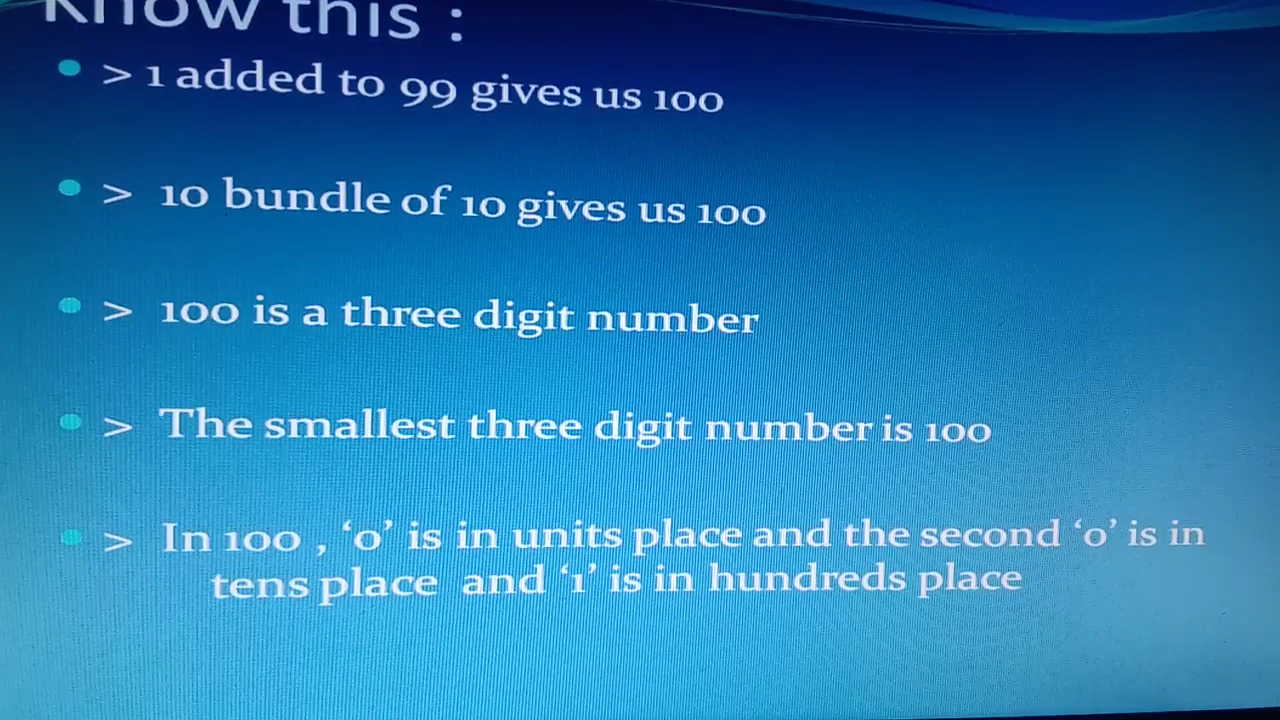 Know this :
• > 1 added to 99 gives us 100
• > 10 bundle of 10 gives us 100
• > 100 is a three digit number
• > The smallest three digit number is 100
• > In 100 , ‘0’ is in units place and the second ‘0’ is in
tens place and ‘1’ is in hundreds place